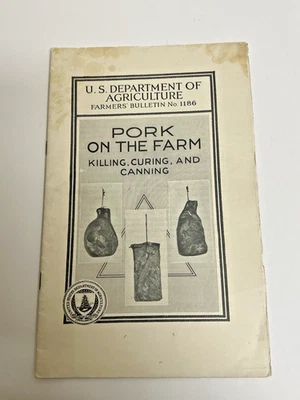 U. S. DEPARTMENT OF
AGRICULTURE
FARMERS' BULLETIN No. 1186
PORK
ON THE FARM
KILLING, CURING, AND
CANNING